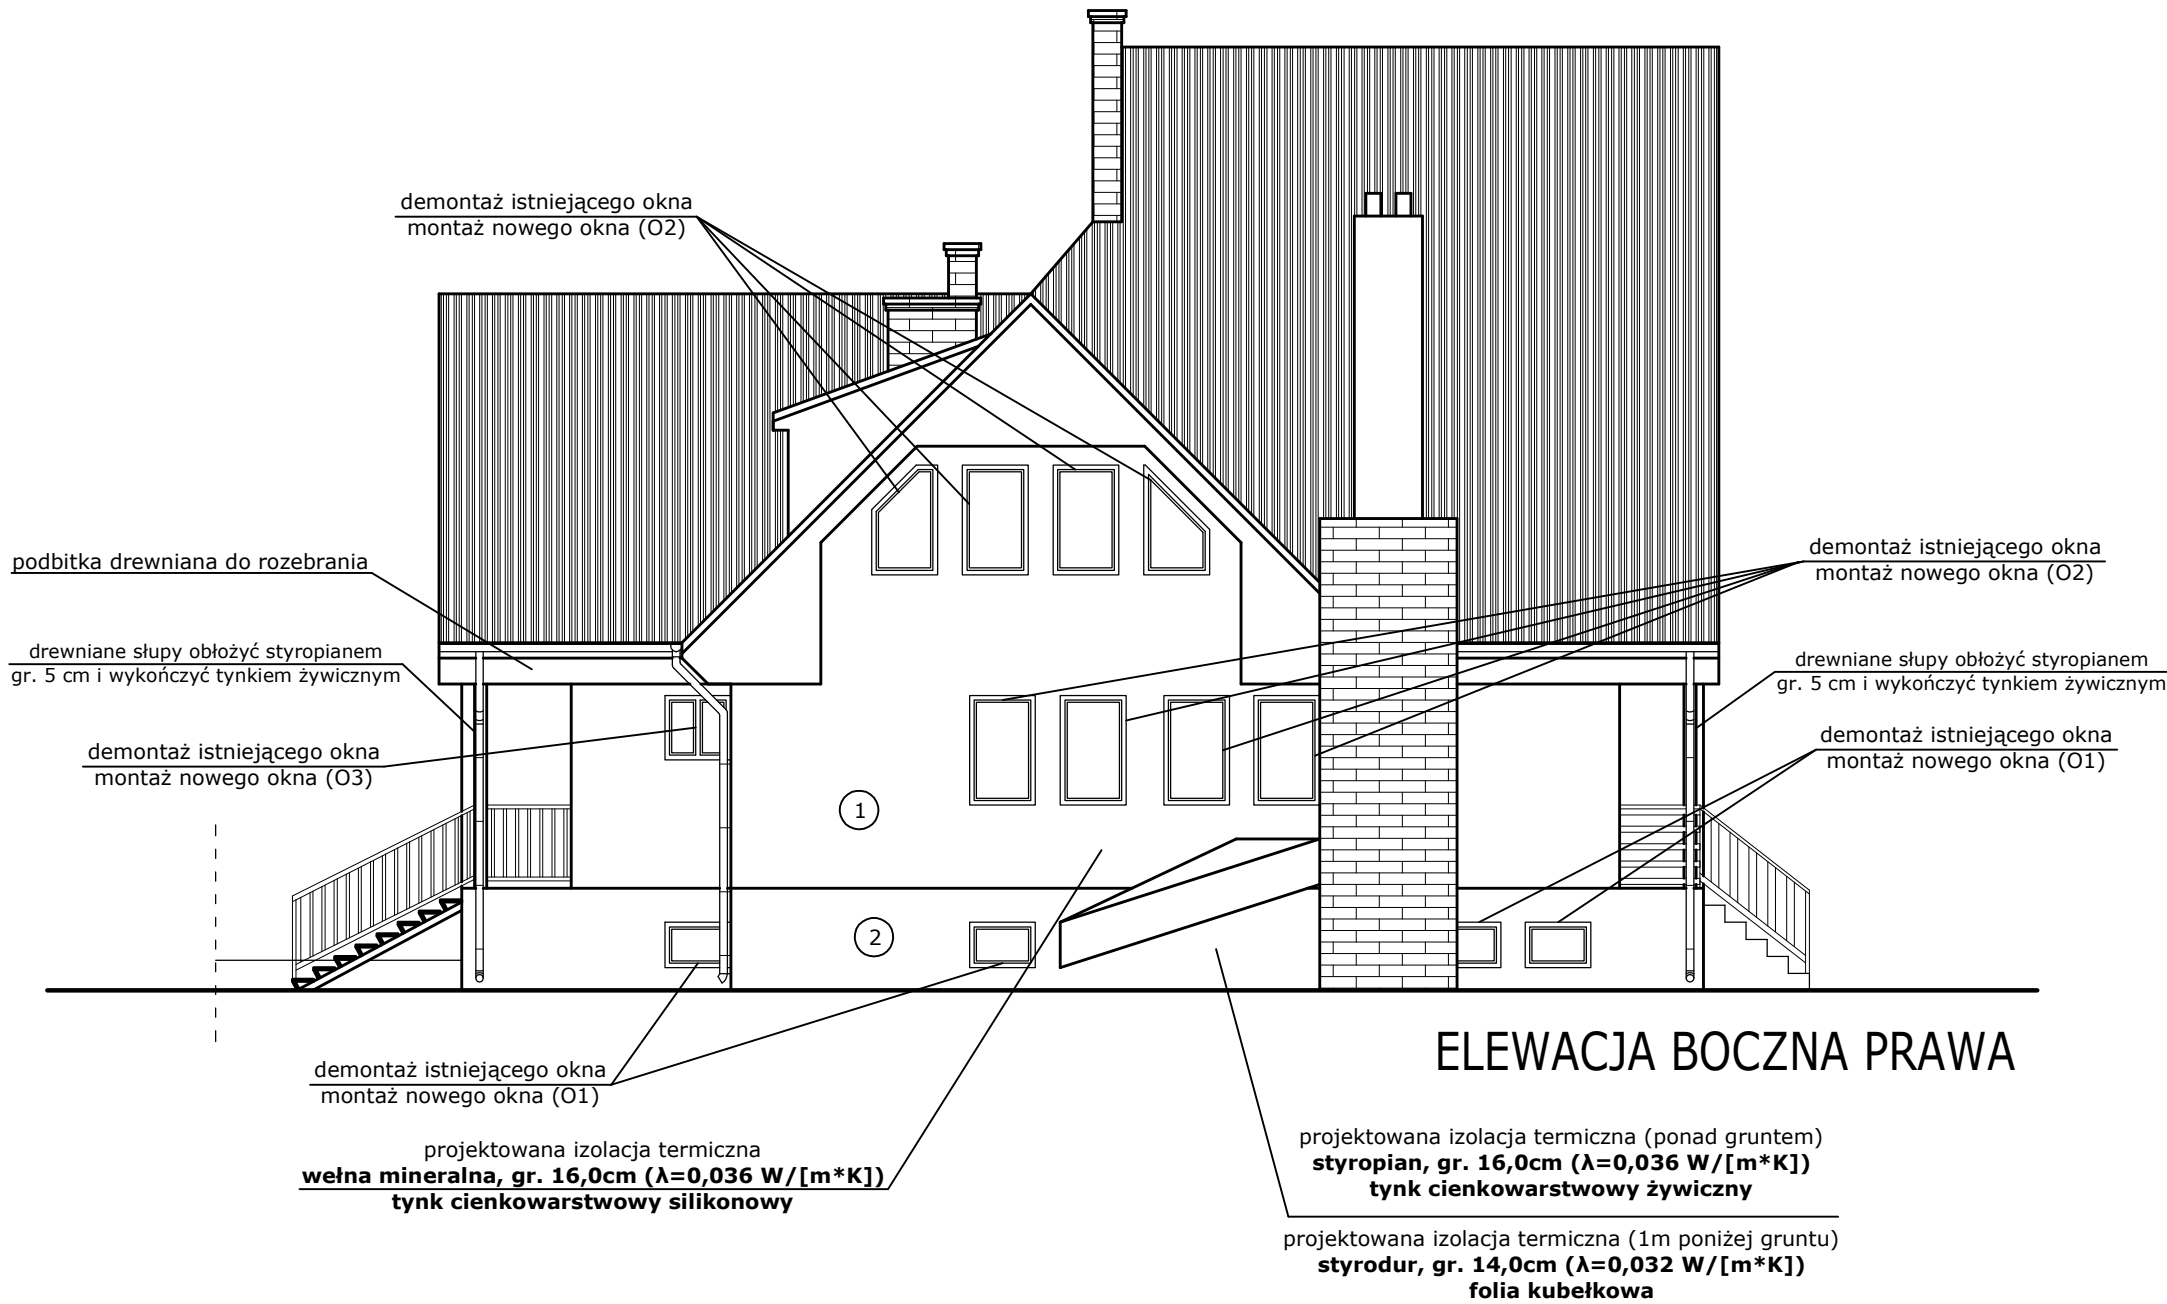 demontaż istniejącego okna
montaż nowego okna (O2)
podbitka drewniana do rozebrania
drewniane słupy obłożyć styropianem
gr. 5 cm i wykończyć tynkiem żywicznym
demontaż istniejącego okna
montaż nowego okna (O3)
demontaż istniejącego okna
montaż nowego okna (O2)
drewniane słupy obłożyć styropianem
gr. 5 cm i wykończyć tynkiem żywicznym
demontaż istniejącego okna
montaż nowego okna (O1)
1
2
ELEWACJA BOCZNA PRAWA
demontaż istniejącego okna
montaż nowego okna (O1)
projektowana izolacja termiczna
wełna mineralna, gr. 16,0cm (λ=0,036 W/[m*K])
tynk cienkowarstwowy silikonowy
projektowana izolacja termiczna (ponad gruntem)
styropian, gr. 16,0cm (λ=0,036 W/[m*K])
tynk cienkowarstwowy żywiczny
projektowana izolacja termiczna (1m poniżej gruntu)
styrodur, gr. 14,0cm (λ=0,032 W/[m*K])
folia kubełkowa